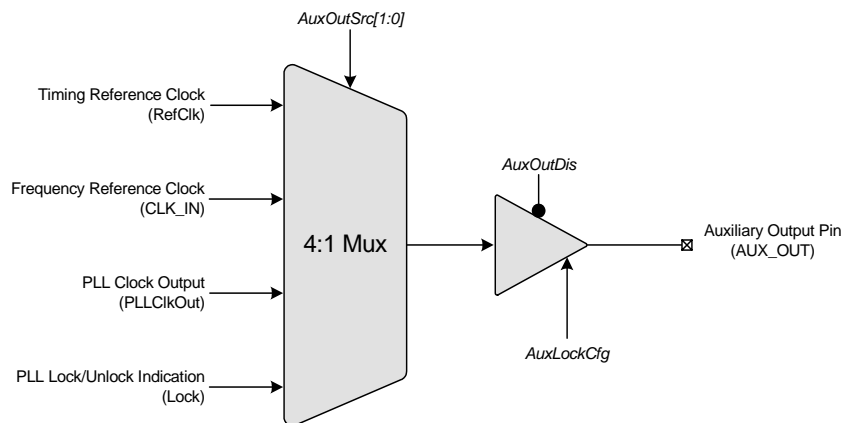 AuxOutSrc[1:0]
Timing Reference Clock
(RefClk)
Frequency Reference Clock
(CLK_IN)
PLL Clock Output
(PLLClkOut)
PLL Lock/Unlock Indication
(Lock)
4:1 Mux
AuxOutDis
AuxLockCfg
Auxiliary Output Pin
(AUX_OUT)